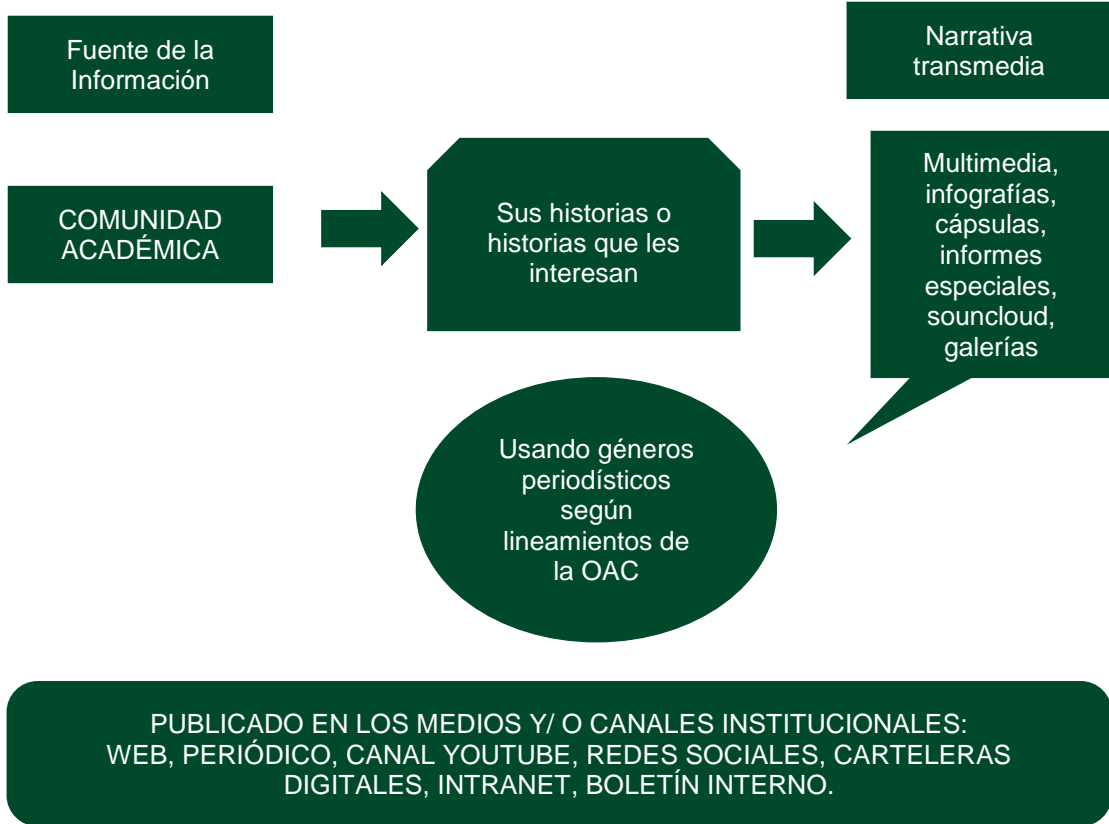 Fuente de la
Información
Narrativa
transmedia
COMUNIDAD
ACADÉMICA
Sus historias o
historias que les
interesan
Multimedia,
infografías,
cápsulas,
informes
especiales,
souncloud,
galerías
Usando géneros
periodísticos
según
lineamientos de
la OAC
PUBLICADO EN LOS MEDIOS Y/ O CANALES INSTITUCIONALES:
WEB, PERIÓDICO, CANAL YOUTUBE, REDES SOCIALES, CARTELERAS
DIGITALES, INTRANET, BOLETÍN INTERNO.